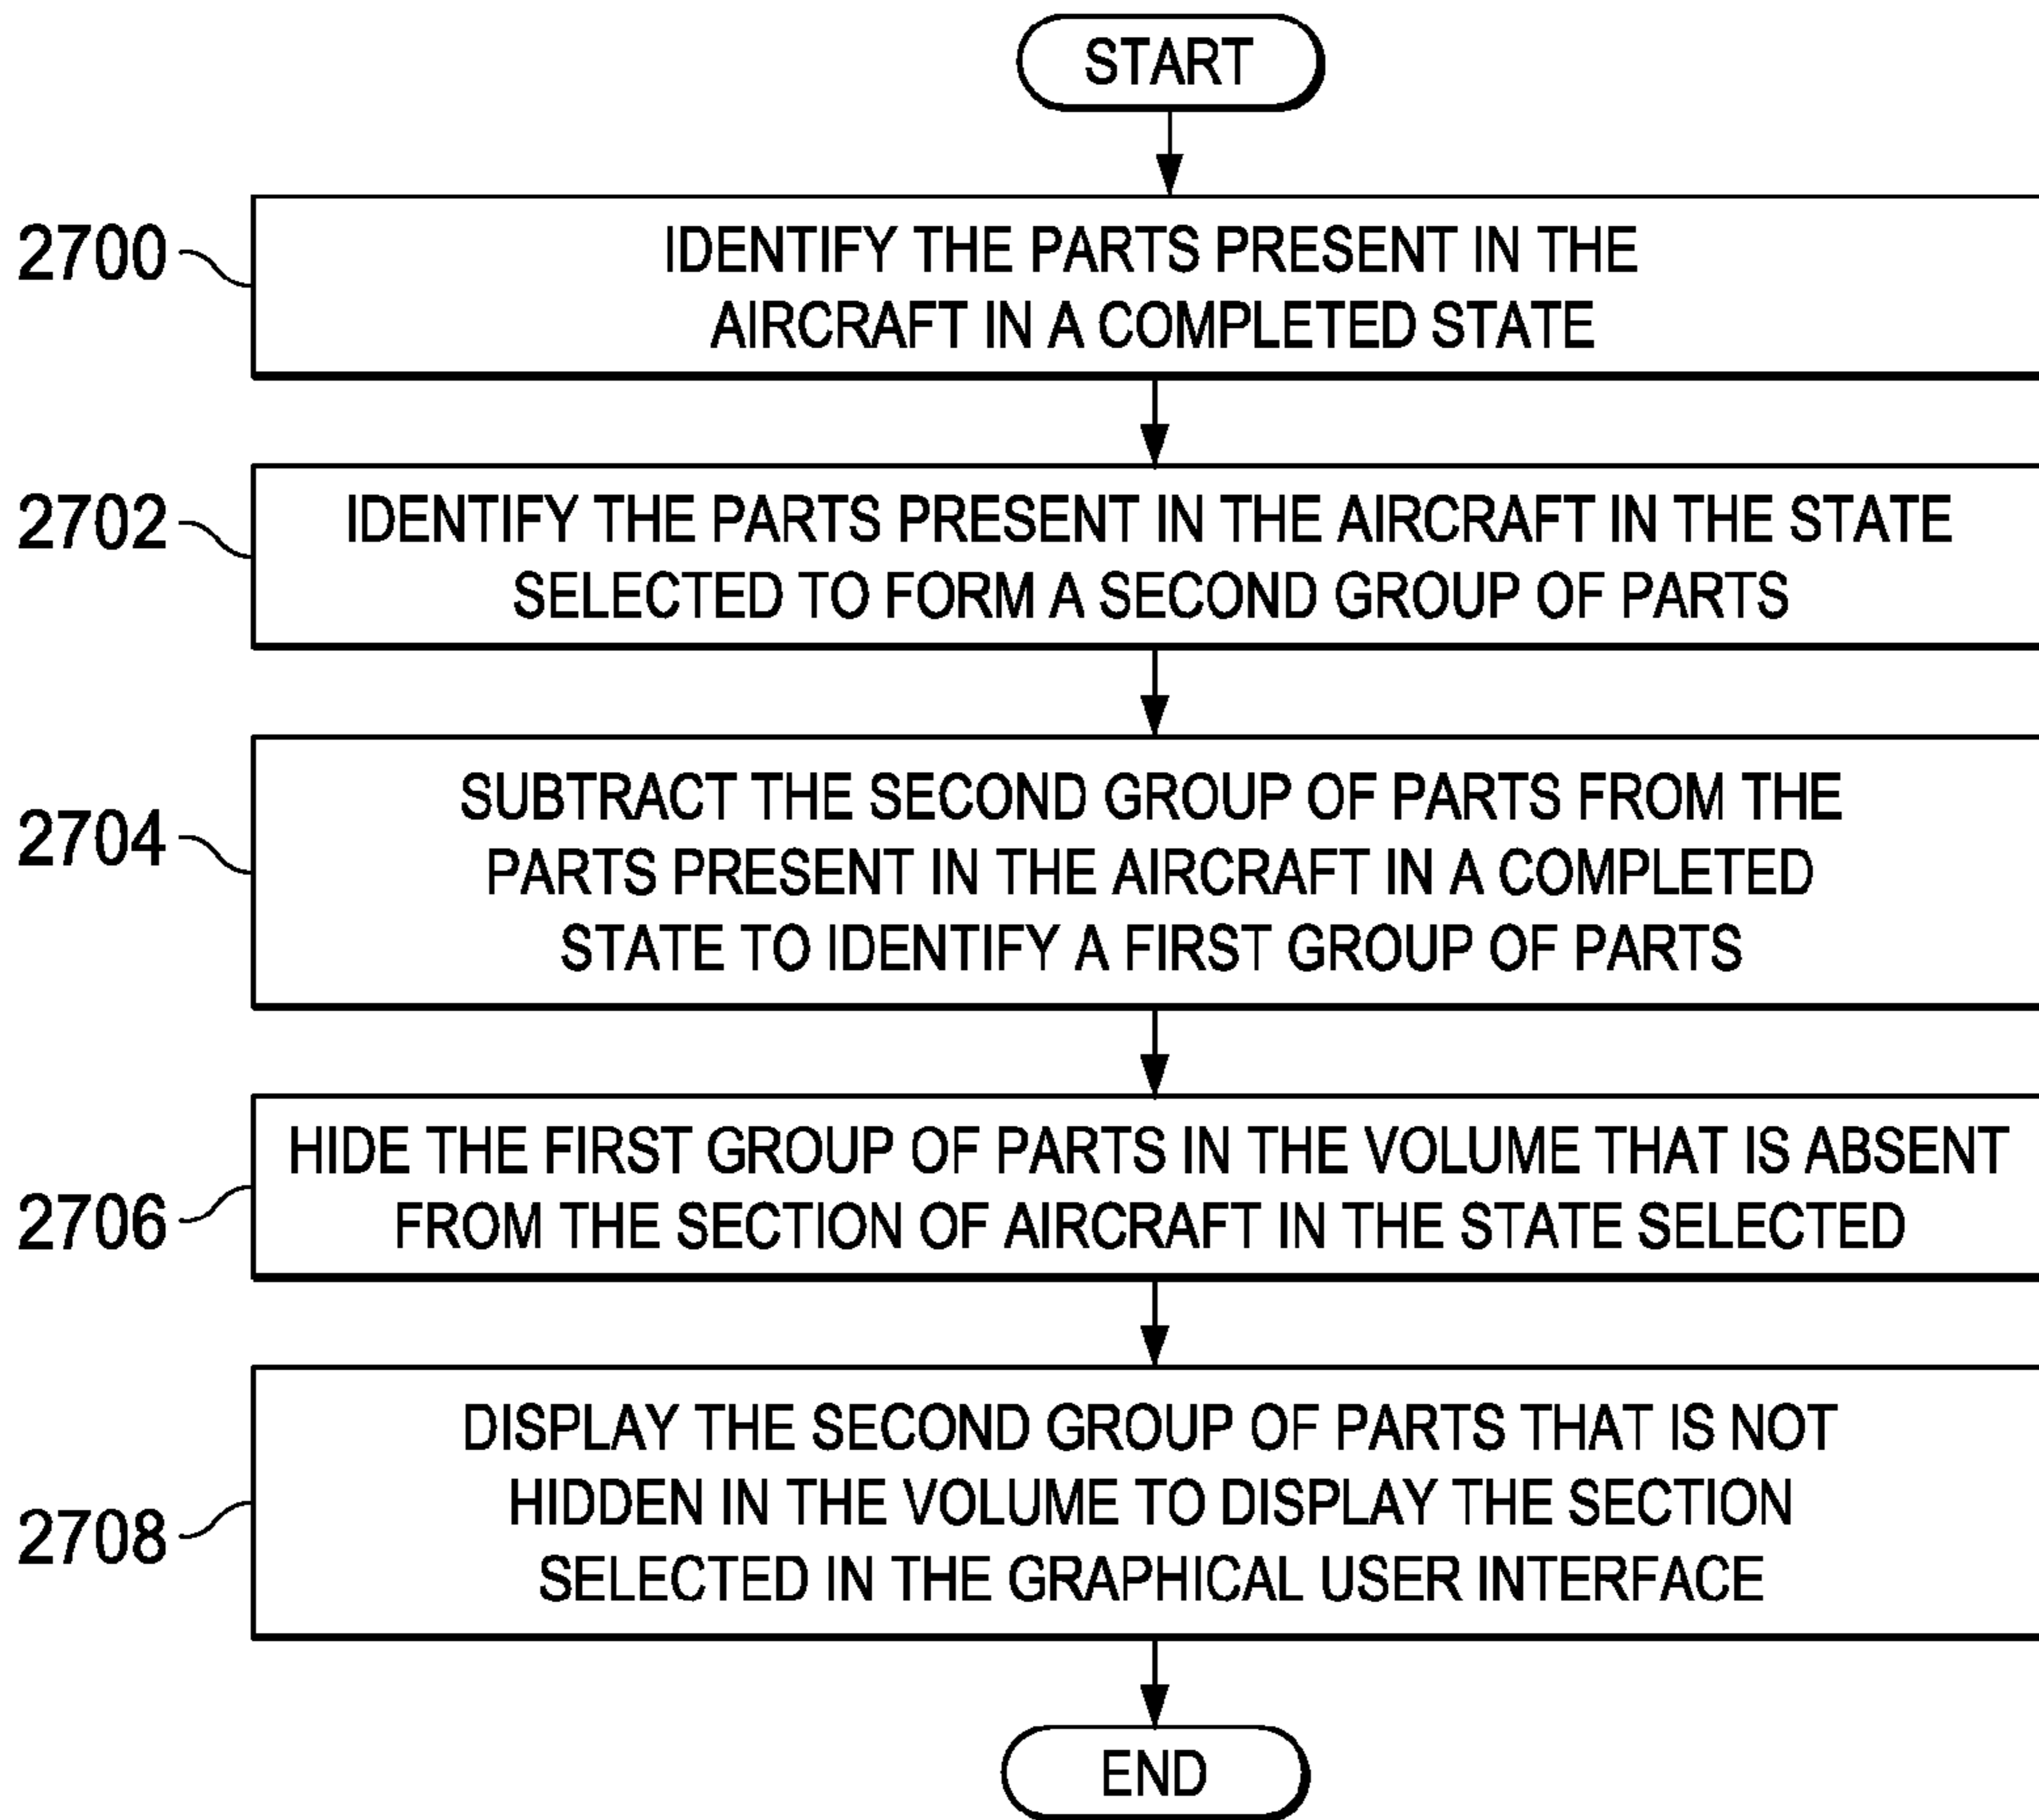 START
2700
IDENTIFY THE PARTS PRESENT IN THE
AIRCRAFT IN A COMPLETED STATE
2702
IDENTIFY THE PARTS PRESENT IN THE AIRCRAFT IN THE STATE
SELECTED TO FORM A SECOND GROUP OF PARTS
2704
SUBTRACT THE SECOND GROUP OF PARTS FROM THE
PARTS PRESENT IN THE AIRCRAFT IN A COMPLETED
STATE TO IDENTIFY A FIRST GROUP OF PARTS
2706
HIDE THE FIRST GROUP OF PARTS IN THE VOLUME THAT IS ABSENT
FROM THE SECTION OF AIRCRAFT IN THE STATE SELECTED
2708
DISPLAY THE SECOND GROUP OF PARTS THAT IS NOT
HIDDEN IN THE VOLUME TO DISPLAY THE SECTION
SELECTED IN THE GRAPHICAL USER INTERFACE
END